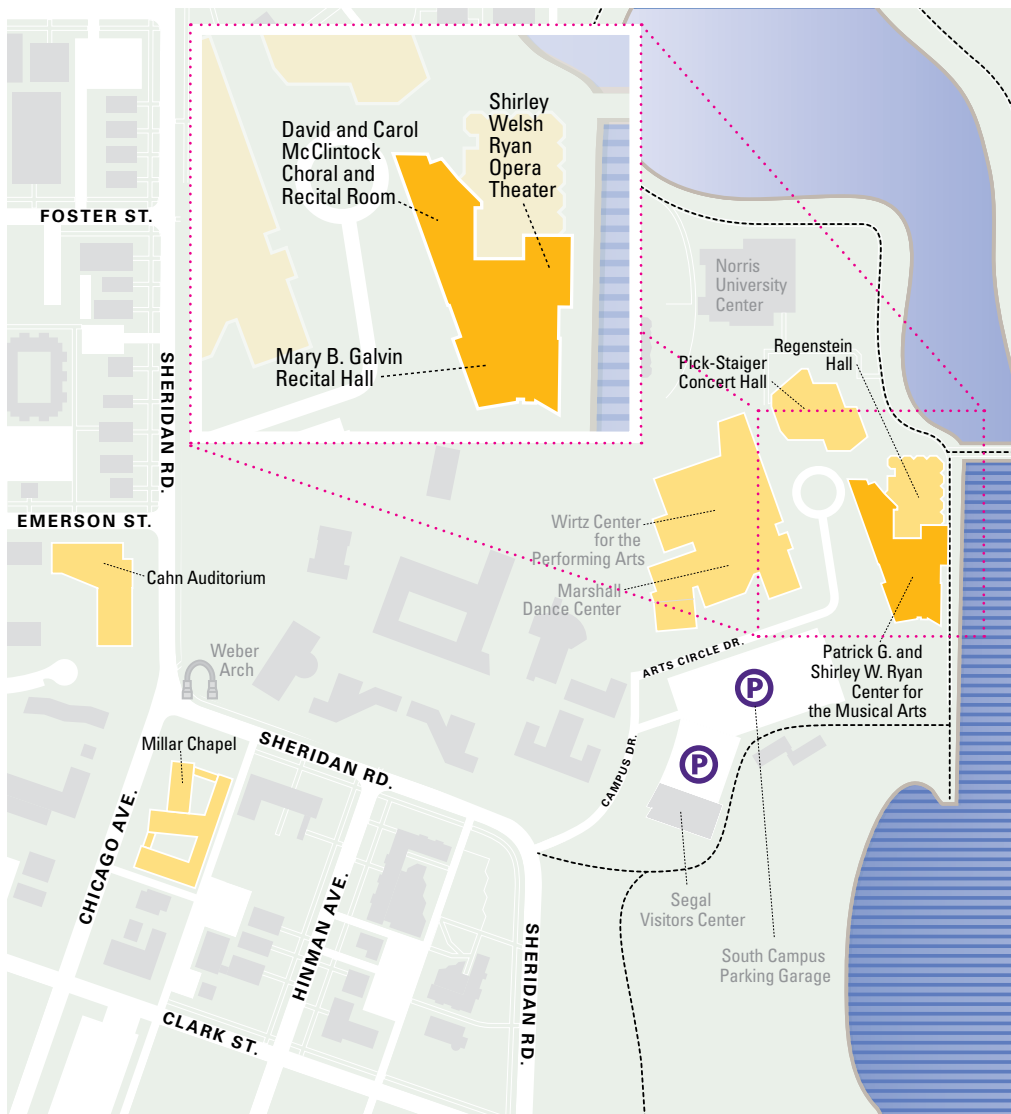 David and Carol
McClintock
Choral and
Recital Room
Shirley
Welsh
Ryan
Opera
Theater
Mary B. Galvin
Recital Hall
FOSTER ST.
SHERIDAN RD.
EMERSON ST.
Cahn Auditorium
Norris
University
Center
Regenstein
Hall
Pick-Staiger
Concert Hall
Wirtz Center
for the
Performing Arts
Marshall
Dance Center
Weber
Arch
ARTS CIRCLE DR.
Patrick G. and
Shirley W. Ryan
Center for
the Musical Arts
P
P
CAMPUS DR.
Millar Chapel
SHERIDAN RD.
CHICAGO AVE.
HINMAN AVE.
SHERIDAN RD.
CLARK ST.
Segal
Visitors Center
South Campus
Parking Garage